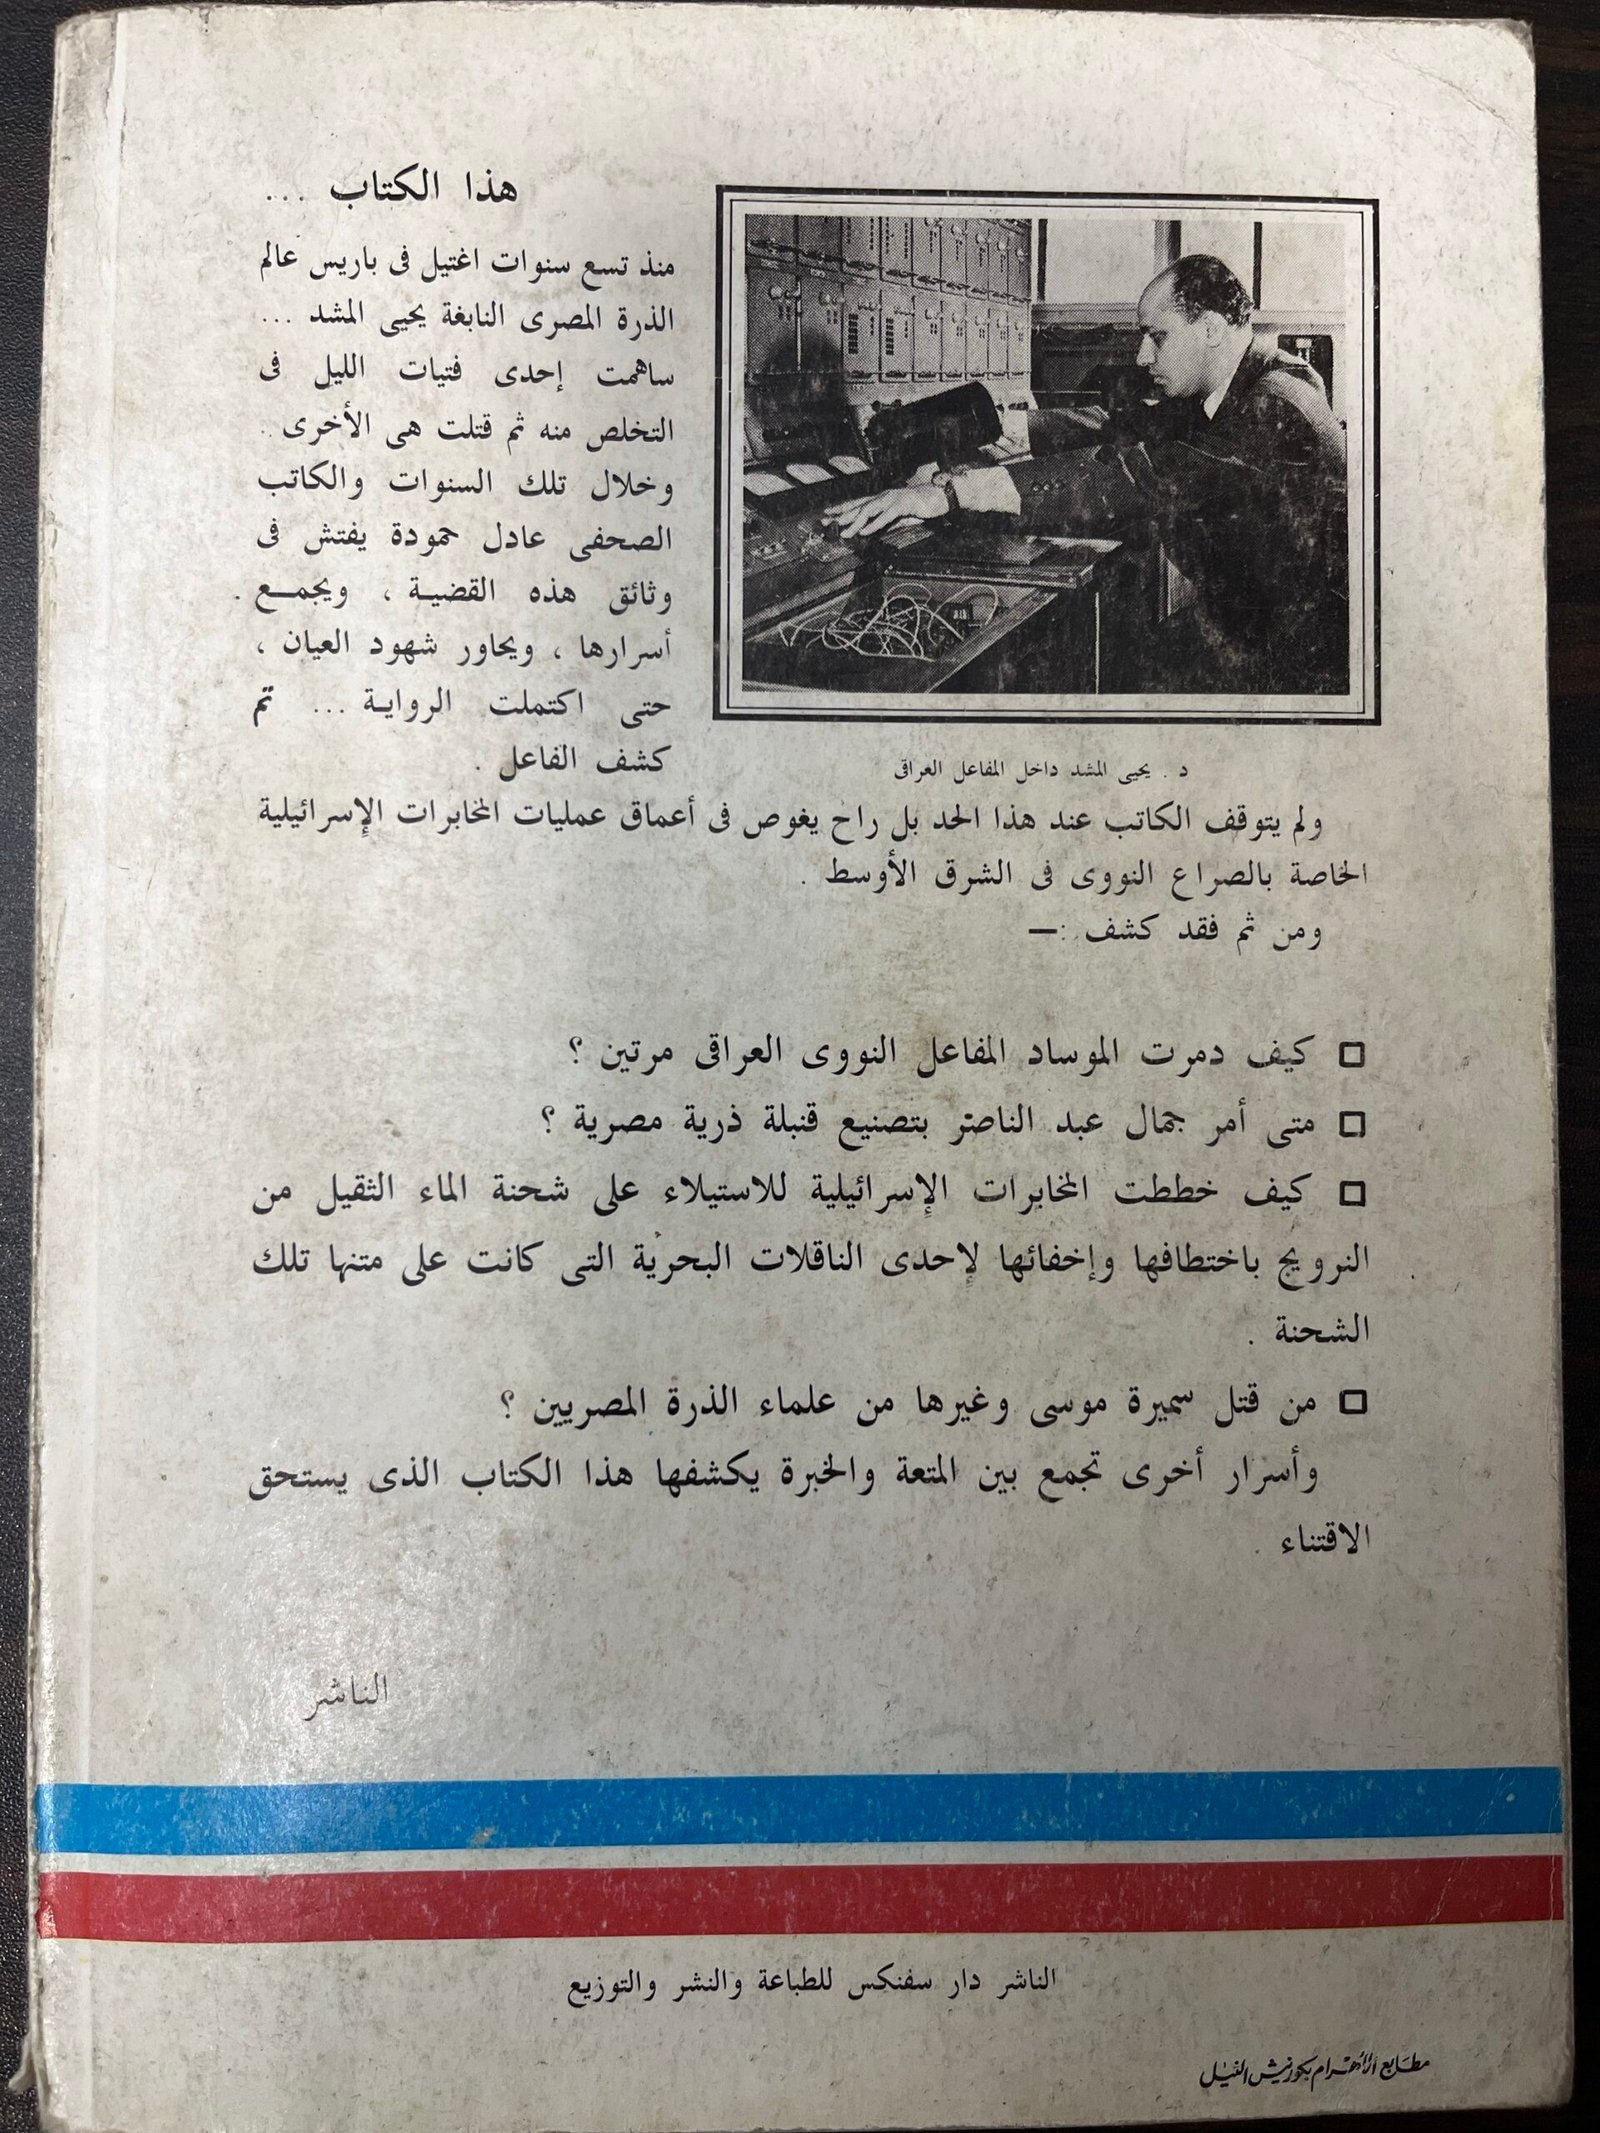 هذا الكتاب ...
منذ تسع سنوات اغتيل فى باريس عالم
الذرة المصرى النابغة يحيى المشد ...
ساهمت إحدى فتيات الليل فى
التخلص منه ثم قتلت هى الأخرى ..
وخلال تلك السنوات والكاتب
الصحفى عادل حمودة يفتش فى
وثائق هذه القضية ، ويجمع
أسرارها ، ويحاور شهود العيان ،
حتى اكتملت الرواية ... تم
كشف الفاعل .
د . يحيى المشد داخل المفاعل العراقى
ولم يتوقف الكاتب عند هذا الحد بل راح يغوص فى أعماق عمليات المخابرات الإسرائيلية
الخاصة بالصراع النووى فى الشرق الأوسط .
ومن ثم فقد كشف :—
□ كيف دمرت الموساد المفاعل النووى العراقى مرتين ؟
□ متى أمر جمال عبد الناصر بتصنيع قنبلة ذرية مصرية ؟
□ كيف خططت المخابرات الإسرائيلية للاستيلاء على شحنة الماء الثقيل من
النرويج باختطافها وإخفائها لإحدى الناقلات البحرية التى كانت على متنها تلك
الشحنة .
□ من قتل سميرة موسى وغيرها من علماء الذرة المصريين ؟
وأسرار أخرى تجمع بين المتعة والخبرة يكشفها هذا الكتاب الذى يستحق
الاقتناء .
الناشر
الناشر دار سفنكس للطباعة والنشر والتوزيع
مطابع الأهرام بكورنيش النيل